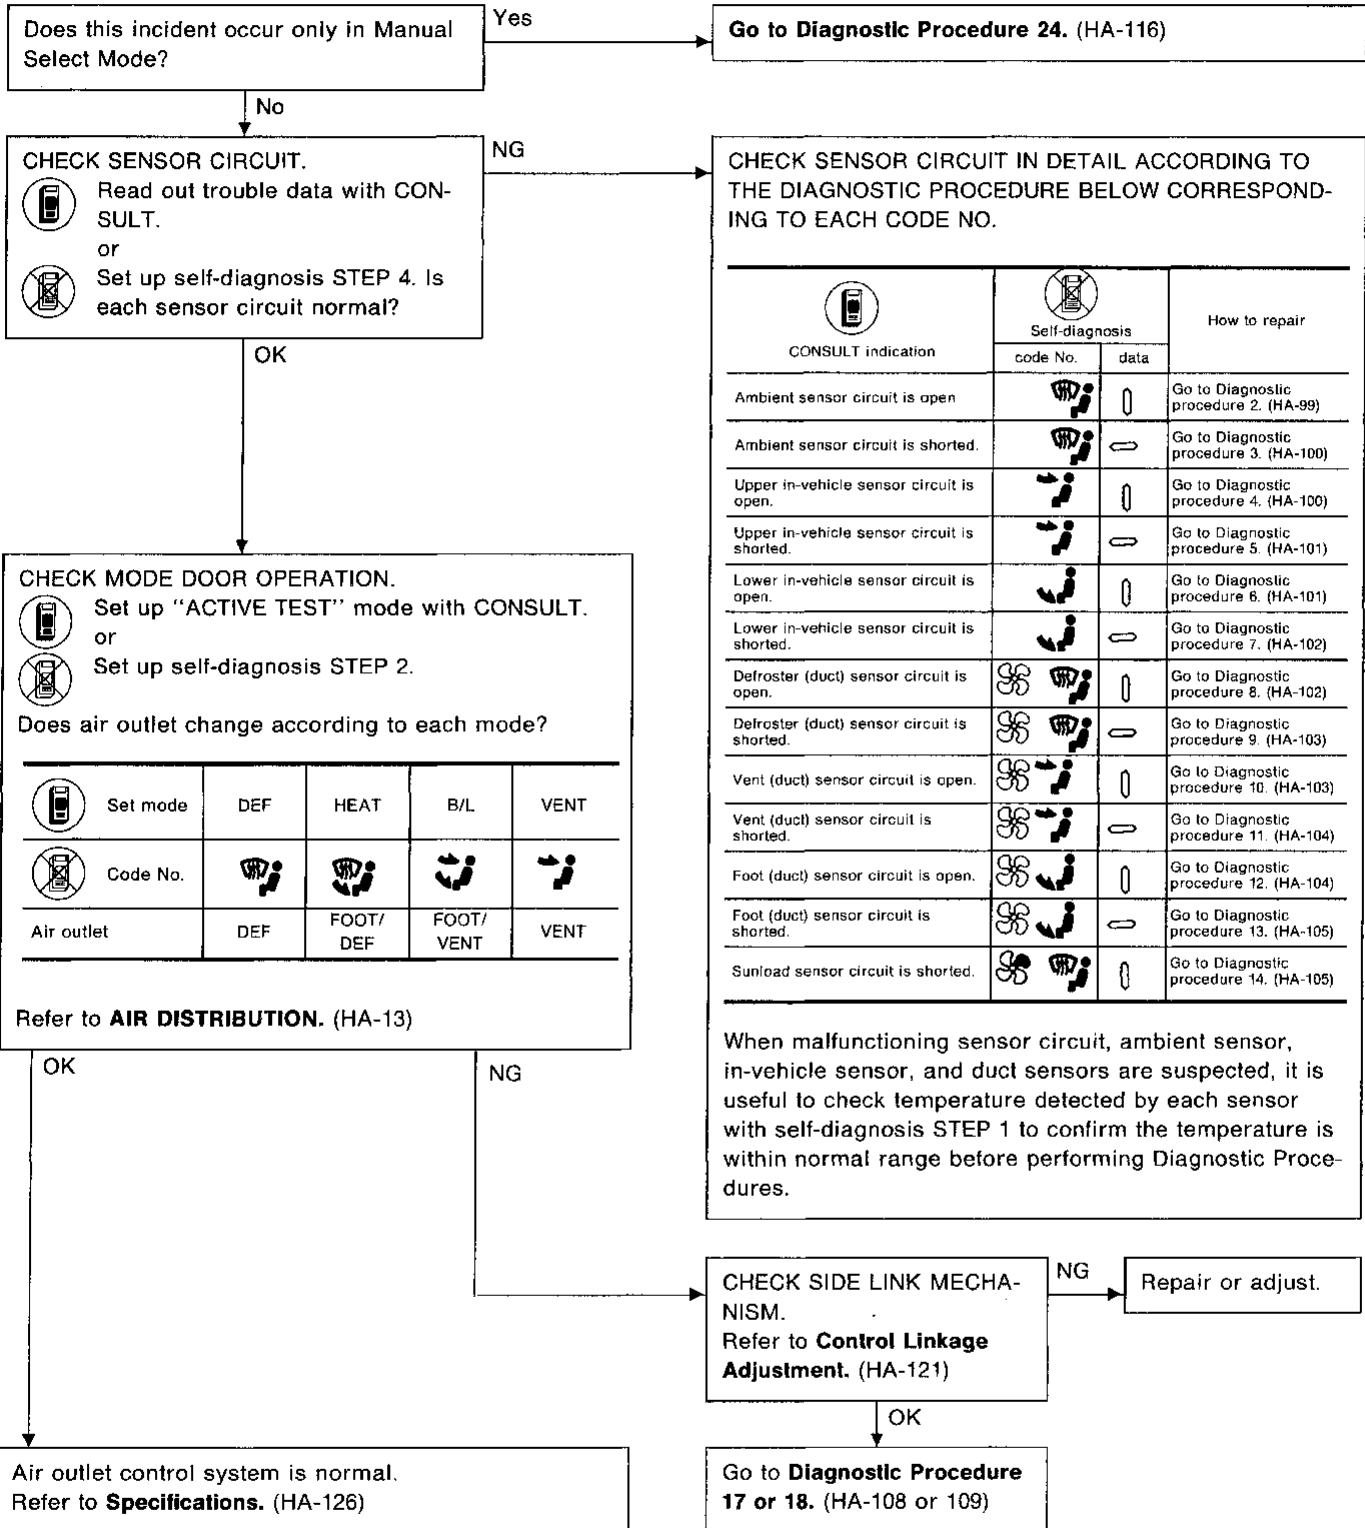 Does this incident occur only in Manual
Select Mode?
Yes
Go to Diagnostic Procedure 24. (HA-116)
No
CHECK SENSOR CIRCUIT.
Read out trouble data with CON-
SULT.
or
Set up self-diagnosis STEP 4. Is
each sensor circuit normal?
NG
OK
CHECK SENSOR CIRCUIT IN DETAIL ACCORDING TO
THE DIAGNOSTIC PROCEDURE BELOW CORRESPOND-
ING TO EACH CODE NO.
CONSULT indication
Self-diagnosis
code No.
data
How to repair
Ambient sensor circuit is open
Go to Diagnostic
procedure 2. (HA-99)
Ambient sensor circuit is shorted.
Go to Diagnostic
procedure 3. (HA-100)
Upper in-vehicle sensor circuit is
open.
Go to Diagnostic
procedure 4. (HA-100)
Upper in-vehicle sensor circuit is
shorted.
Go to Diagnostic
procedure 5. (HA-101)
Lower in-vehicle sensor circuit is
open.
Go to Diagnostic
procedure 6. (HA-101)
Lower in-vehicle sensor circuit is
shorted.
Go to Diagnostic
procedure 7. (HA-102)
Defroster (duct) sensor circuit is
open.
Go to Diagnostic
procedure 8. (HA-102)
Defroster (duct) sensor circuit is
shorted.
Go to Diagnostic
procedure 9. (HA-103)
Vent (duct) sensor circuit is open.
Go to Diagnostic
procedure 10. (HA-103)
Vent (duct) sensor circuit is
shorted.
Go to Diagnostic
procedure 11. (HA-104)
Foot (duct) sensor circuit is open.
Go to Diagnostic
procedure 12. (HA-104)
Foot (duct) sensor circuit is
shorted.
Go to Diagnostic
procedure 13. (HA-105)
Sunload sensor circuit is shorted.
Go to Diagnostic
procedure 14. (HA-105)
When malfunctioning sensor circuit, ambient sensor,
in-vehicle sensor, and duct sensors are suspected, it is
useful to check temperature detected by each sensor
with self-diagnosis STEP 1 to confirm the temperature is
within normal range before performing Diagnostic Proce-
dures.
CHECK MODE DOOR OPERATION.
Set up "ACTIVE TEST" mode with CONSULT.
or
Set up self-diagnosis STEP 2.
Does air outlet change according to each mode?
Set mode DEF HEAT B/L VENT
Code No.
Air outlet DEF FOOT/ FOOT/ VENT
DEF VENT
Refer to AIR DISTRIBUTION. (HA-13)
OK
NG
CHECK SIDE LINK MECHA-
NISM.
Refer to Control Linkage
Adjustment. (HA-121)
NG
Repair or adjust.
OK
Air outlet control system is normal.
Refer to Specifications. (HA-126)
Go to Diagnostic Procedure
17 or 18. (HA-108 or 109)